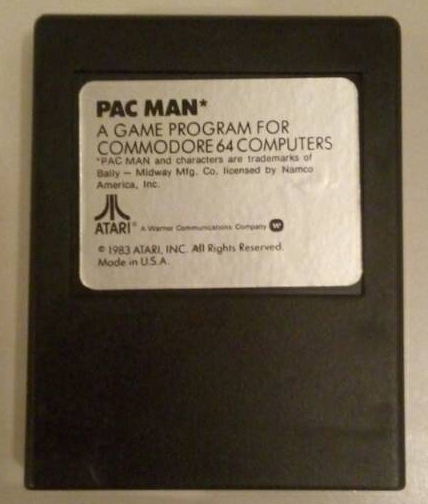 PAC MAN*
A GAME PROGRAM FOR
COMMODORE 64 COMPUTERS
*PAC MAN and characters are trademarks of
Bally — Midway Mfg. Co. licensed by Namco
America, Inc.
ATARI® A Warner Communications Company
© 1983 ATARI, INC. All Rights Reserved.
Made in U.S.A.